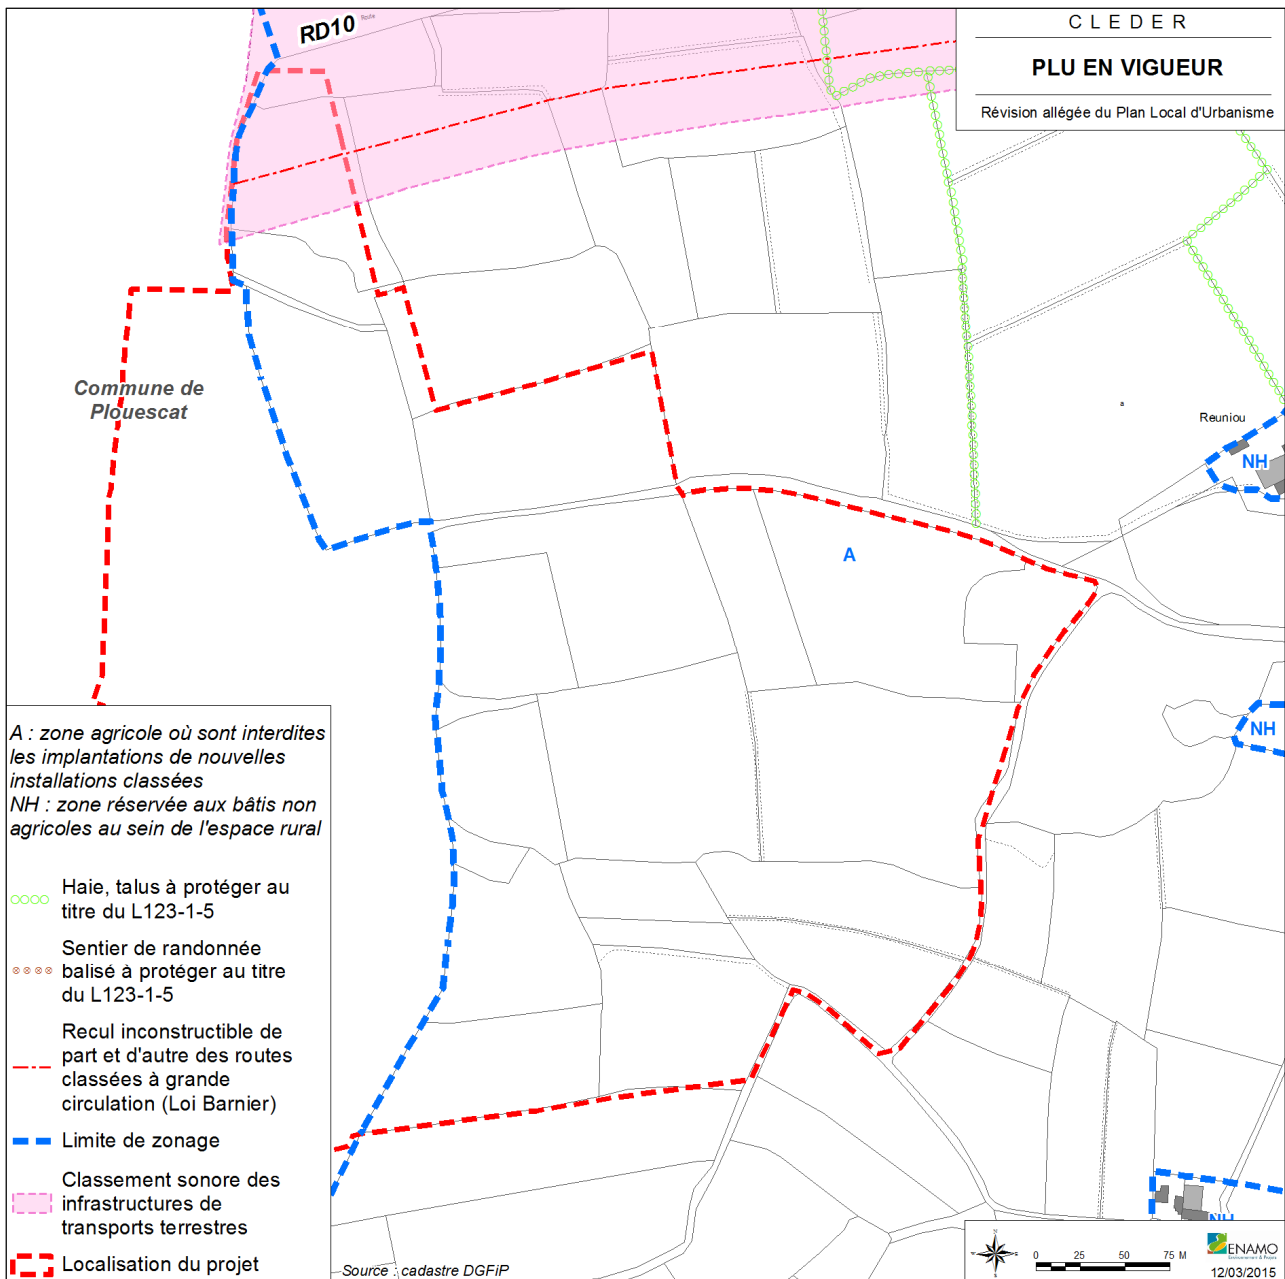 RD10
Route
CLEDER
PLU EN VIGUEUR
Révision allégée du Plan Local d'Urbanisme
Commune de
Plouescat
a
Reuniou
NH
A
NH
A : zone agricole où sont interdites
les implantations de nouvelles
installations classées
NH : zone réservée aux bâtis non
agricoles au sein de l'espace rural
Haie, talus à protéger au
titre du L123-1-5
Sentier de randonnée
balisé à protéger au titre
du L123-1-5
Recul inconstructible de
part et d'autre des routes
classées à grande
circulation (Loi Barnier)
Limite de zonage
Classement sonore des
infrastructures de
transports terrestres
Localisation du projet
Source : cadastre DGFiP
NH
N
0 25 50 75 M
ENAMO
12/03/2015